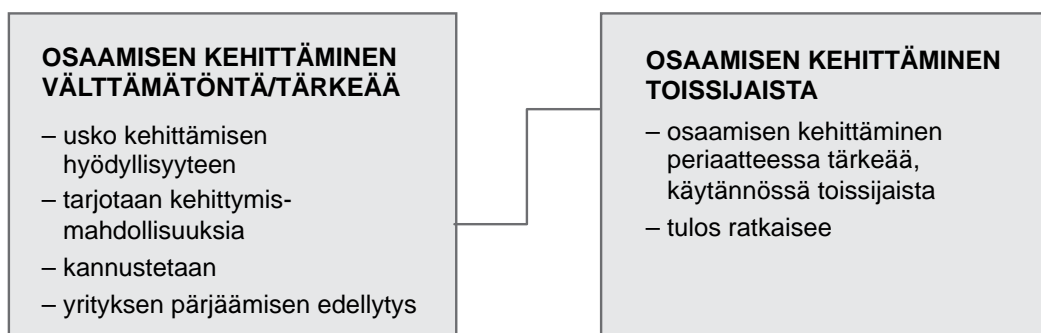 OSAAMISEN KEHITTÄMINEN
VÄLTTÄMÄTÖNTÄ/TÄRKEÄÄ
– usko kehittämisen
hyödyllisyyteen
– tarjotaan kehittymis-
mahdollisuuksia
– kannustetaan
– yrityksen pärjäämisen edellytys
OSAAMISEN KEHITTÄMINEN
TOISSIJAISTA
– osaamisen kehittäminen
periaatteessa tärkeää,
käytännössä toissijaista
– tulos ratkaisee